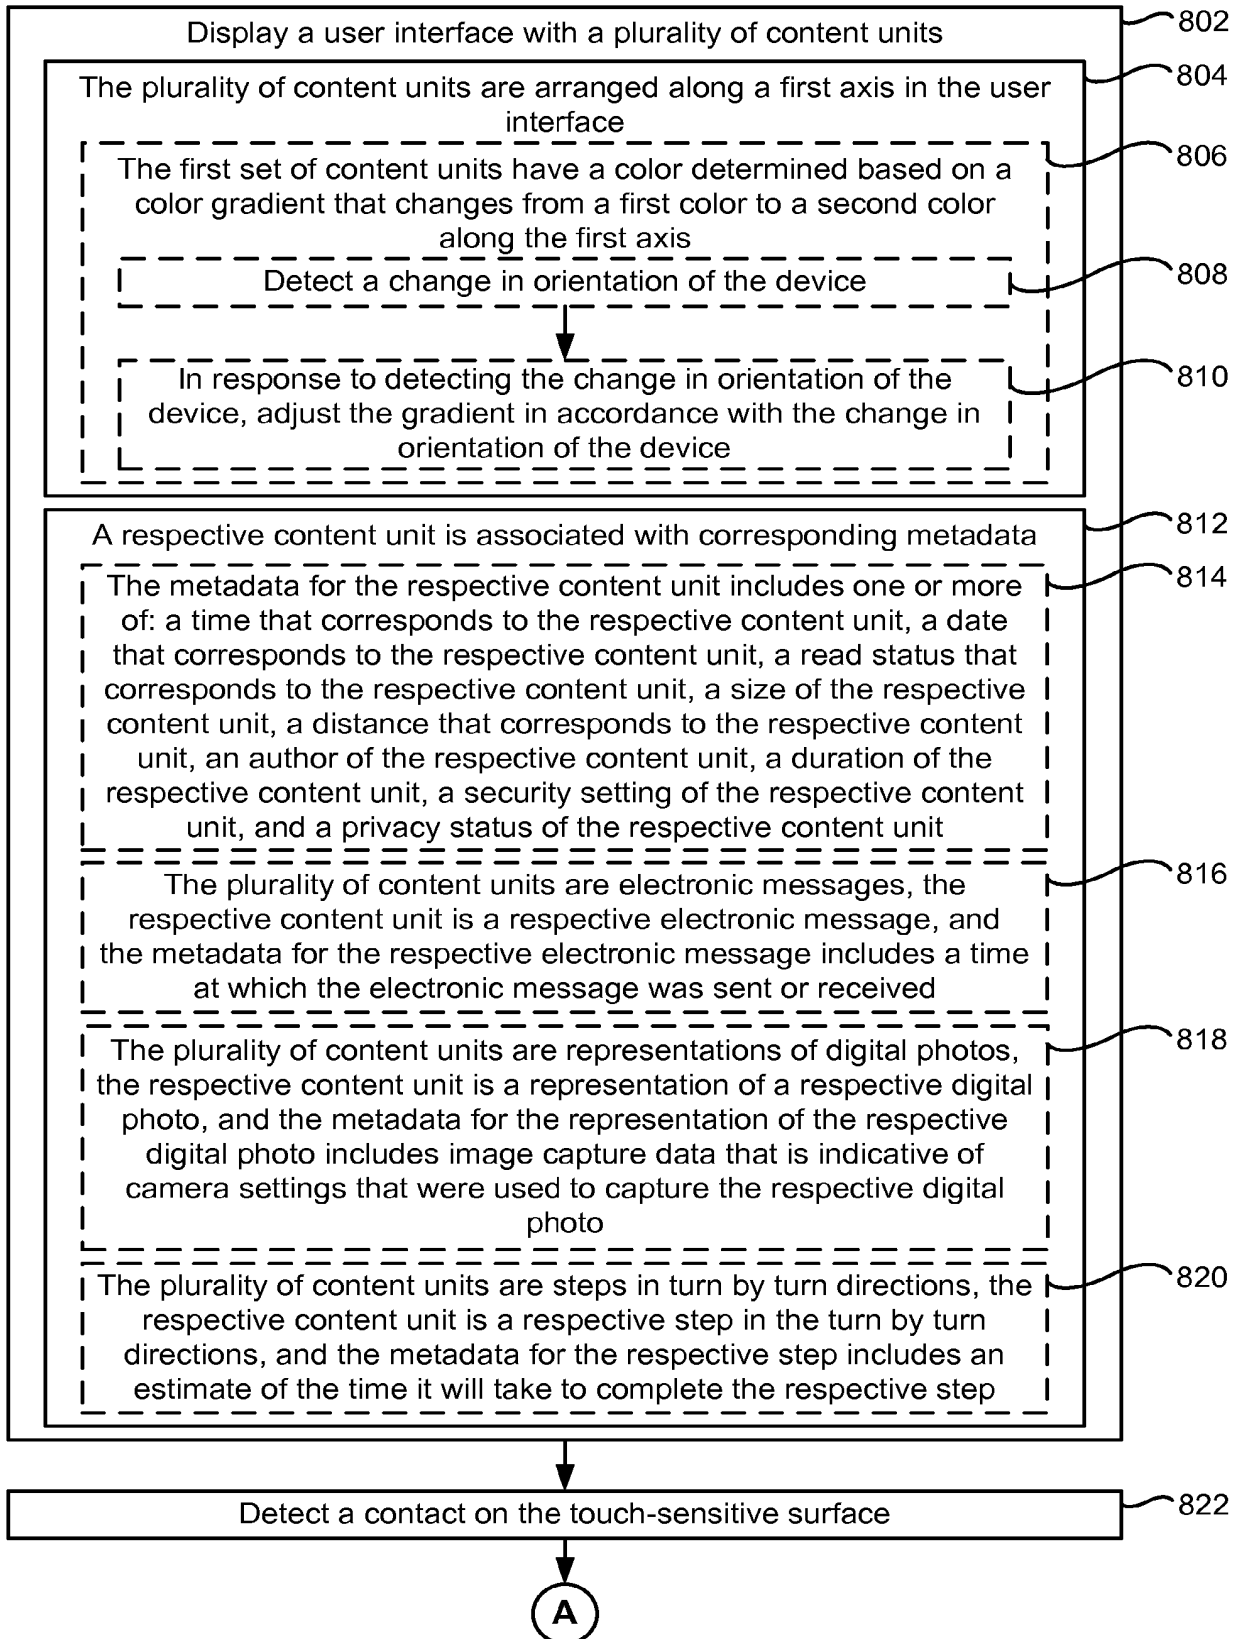 Display a user interface with a plurality of content units
802
The plurality of content units are arranged along a first axis in the user
interface
804
The first set of content units have a color determined based on a
color gradient that changes from a first color to a second color
along the first axis
806
Detect a change in orientation of the device
808
In response to detecting the change in orientation of the
device, adjust the gradient in accordance with the change in
orientation of the device
810
A respective content unit is associated with corresponding metadata
812
The metadata for the respective content unit includes one or more
of: a time that corresponds to the respective content unit, a date
that corresponds to the respective content unit, a read status that
corresponds to the respective content unit, a size of the respective
content unit, a distance that corresponds to the respective content
unit, an author of the respective content unit, a duration of the
respective content unit, a security setting of the respective content
unit, and a privacy status of the respective content unit
814
The plurality of content units are electronic messages, the
respective content unit is a respective electronic message, and
the metadata for the respective electronic message includes a time
at which the electronic message was sent or received
816
The plurality of content units are representations of digital photos,
the respective content unit is a representation of a respective digital
photo, and the metadata for the representation of the respective
digital photo includes image capture data that is indicative of
camera settings that were used to capture the respective digital
photo
818
The plurality of content units are steps in turn by turn directions, the
respective content unit is a respective step in the turn by turn
directions, and the metadata for the respective step includes an
estimate of the time it will take to complete the respective step
820
Detect a contact on the touch-sensitive surface
822
A